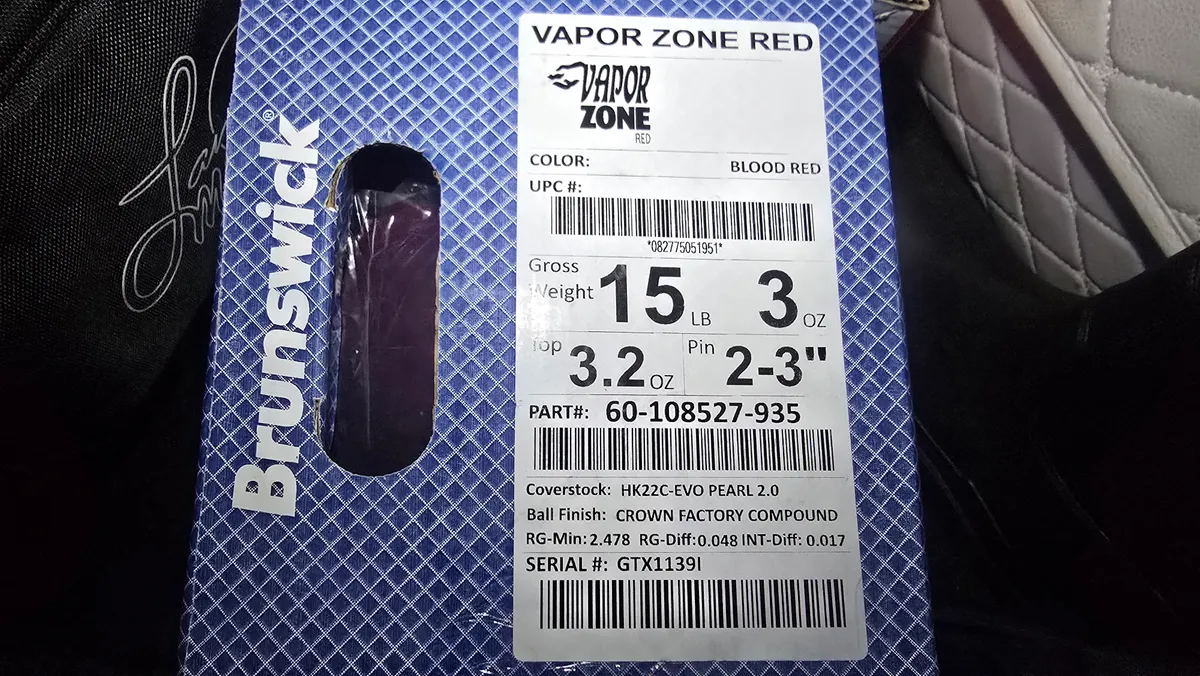 Brunswick®
VAPOR ZONE RED
VAPOR
ZONE
RED
COLOR: BLOOD RED
UPC #:
*082775051951*
Gross
Weight 15 LB 3 OZ
Top 3.2 OZ Pin 2-3"
PART#: 60-108527-935
Coverstock: HK22C-EVO PEARL 2.0
Ball Finish: CROWN FACTORY COMPOUND
RG-Min: 2.478 RG-Diff: 0.048 INT-Diff: 0.017
SERIAL #: GTX1139I